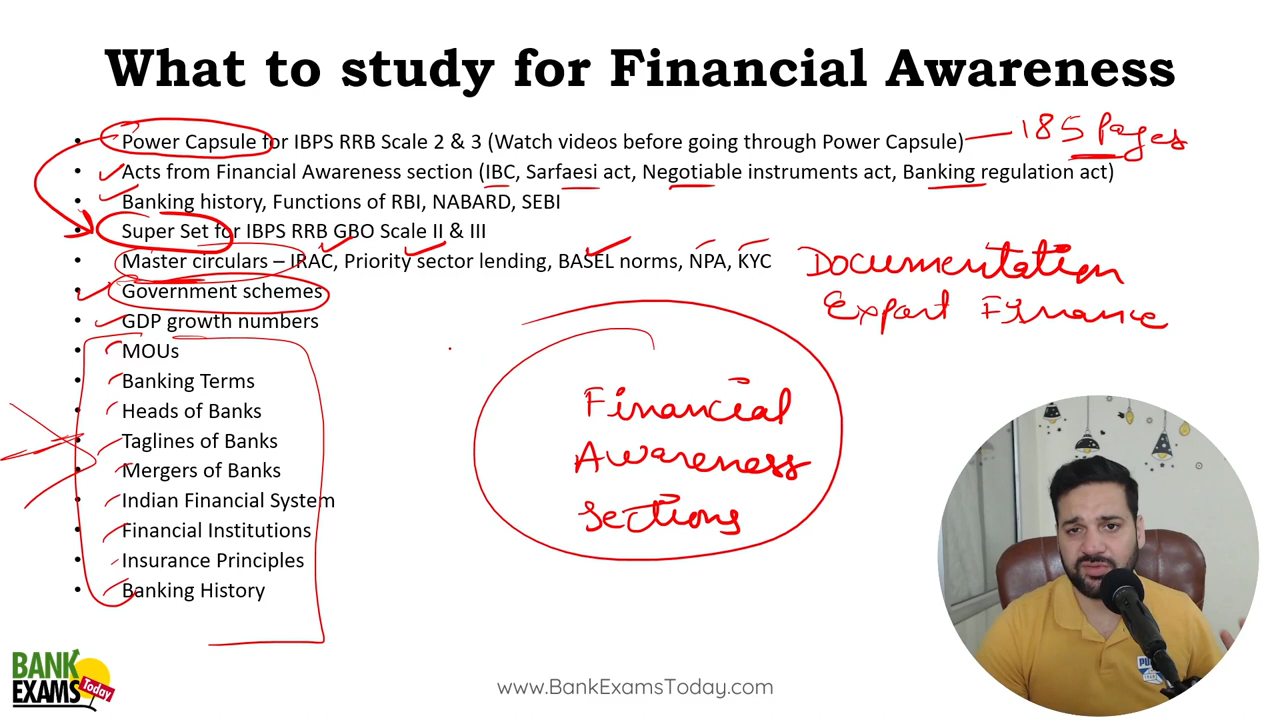 What to study for Financial Awareness
• Power Capsule for IBPS RRB Scale 2 & 3 (Watch videos before going through Power Capsule) 185 Pages
• Acts from Financial Awareness section (IBC, Sarfaesi act, Negotiable instruments act, Banking regulation act)
• Banking history, Functions of RBI, NABARD, SEBI
• Super Set for IBPS RRB GBO Scale II & III
• Master circulars – IRAC, Priority sector lending, BASEL norms, NPA, KYC
Documentation
• Government schemes
Export Finance
• GDP growth numbers
• MOUs
• Banking Terms
• Heads of Banks
• Taglines of Banks
• Mergers of Banks
• Indian Financial System
• Financial Institutions
• Insurance Principles
• Banking History
Financial
Awareness
Sections
BANK
EXAMS
Today
www.BankExamsToday.com